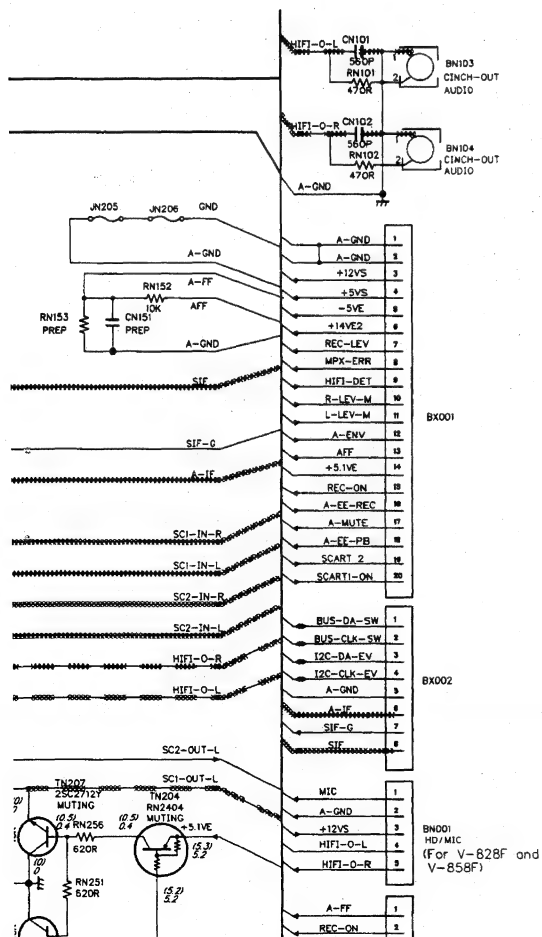 HIFI-O-L
CN101
560P
RN101
470R
1
2
BN103
CINCH-OUT
AUDIO
HIFI-O-R
CN102
560P
RN102
470R
1
2
BN104
CINCH-OUT
AUDIO
A-GND
JN205
JN206
GND
A-GND
A-FF
RN152
10K
AFF
RN153
PREP
CN151
PREP
A-GND
SIF
SIF-G
A-IF
SC1-IN-R
SC1-IN-L
SC2-IN-R
SC2-IN-L
HIFI-O-R
HIFI-O-L
A-GND 1
A-GND 2
+12VS 3
+5VS 4
-5VE 5
+14VE2 6
REC-LEV 7
MPX-ERR 8
HIFI-DET 9
R-LEV-M 10
L-LEV-M 11
A-ENV 12
AFF 13
+5.1VE 14
REC-ON 15
A-EE-REC 16
A-MUTE 17
A-EE-PB 18
SCART 2 19
SCART1-ON 20
BX001
BUS-DA-SW 1
BUS-CLK-SW 2
I2C-DA-EV 3
I2C-CLK-EV 4
A-GND 5
A-IF 6
SIF-G 7
SIF 8
BX002
SC2-OUT-L
SC1-OUT-L
TN207
2SC2712Y
MUTING
TN204
RN2404
MUTING
(0.5)
0.4
RN256
620R
(0.5)
0.4
+5.1VE
(5.3)
5.2
(0)
0
RN251
620R
(5.2)
5.2
MIC 1
A-GND 2
+12VS 3
HIFI-O-L 4
HIFI-O-R 5
BN001
HD/MIC
(For V-828F and
V-858F)
A-FF 1
REC-ON 2